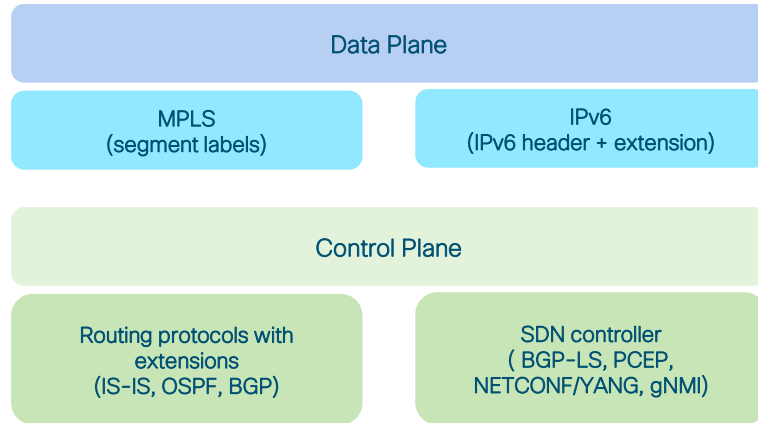 Data Plane
MPLS
(segment labels)
IPv6
(IPv6 header + extension)
Control Plane
Routing protocols with
extensions
(IS-IS, OSPF, BGP)
SDN controller
( BGP-LS, PCEP,
NETCONF/YANG, gNMI)